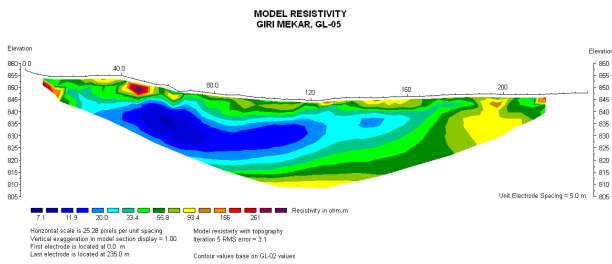 MODEL RESISTIVITY
GIRI MEKAR, GL-05
Elevation
Elevation
860
0.0
40.0
80.0
120
160
200
860
855
855
850
850
845
845
840
840
835
835
830
830
825
825
820
820
815
815
810
810
805
805
Unit Electrode Spacing = 5.0 m.
Resistivity in ohm.m
7.1 11.9 20.0 33.4 55.8 93.4 156 261
Horizontal scale is 25.28 pixels per unit spacing
Vertical exaggeration in model section display = 1.00
First electrode is located at 0.0 m.
Last electrode is located at 235.0 m.
Model resistivity with topography
Iteration 5 RMS error = 3.1
Contour values base on GL-02 values